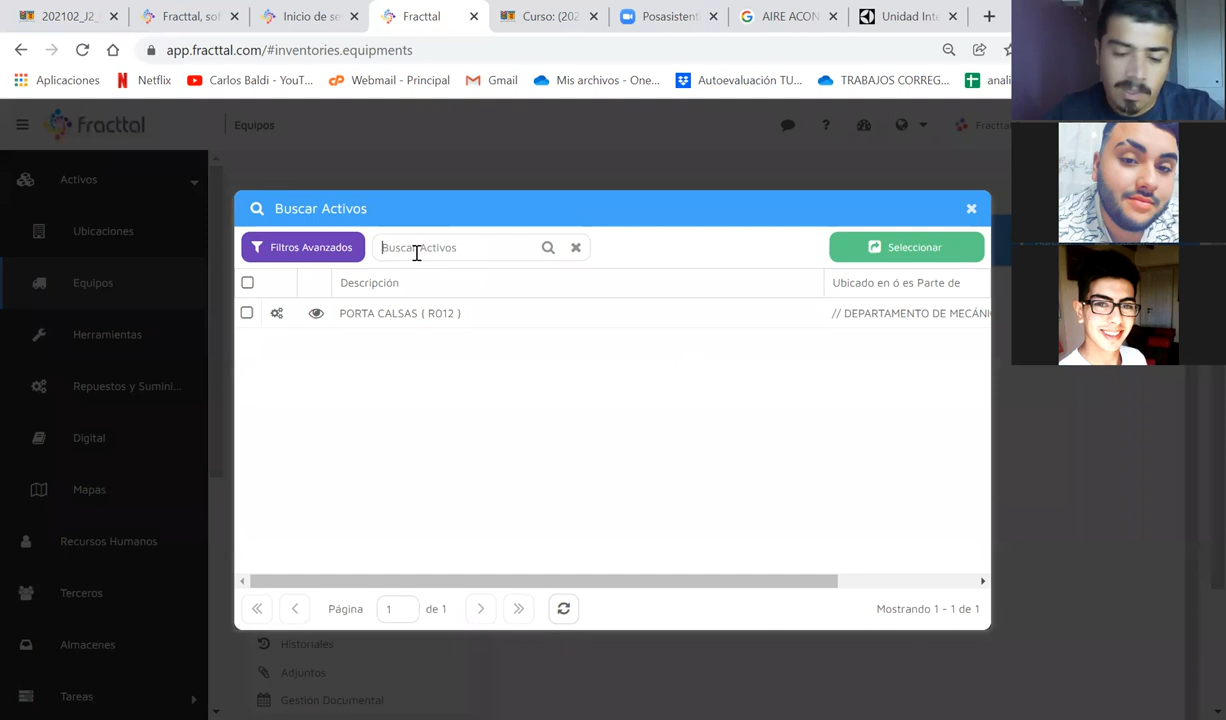 202102_J2_
Fracttal, sof
Inicio de se
Fracttal
Curso: (202
Posasistent
AIRE ACON
Unidad Inte
app.fracttal.com/#inventories.equipments
Aplicaciones
Netflix
Carlos Baldi - YouT...
Webmail - Principal
Gmail
Mis archivos - One...
Autoevaluación TU...
TRABAJOS CORREG...
anali
fracttal
Equipos
?
Fractta
Activos
Ubicaciones
Equipos
Herramientas
Repuestos y Sumini...
Digital
Mapas
Recursos Humanos
Terceros
Almacenes
Tareas
Buscar Activos
Filtros Avanzados
Buscar Activos
Seleccionar
Descripción
Ubicado en ó es Parte de
PORTA CALSAS { R012 }
// DEPARTAMENTO DE MECÁNI
Página
1
de 1
Mostrando 1 - 1 de 1
Historiales
Adjuntos
Gestión Documental